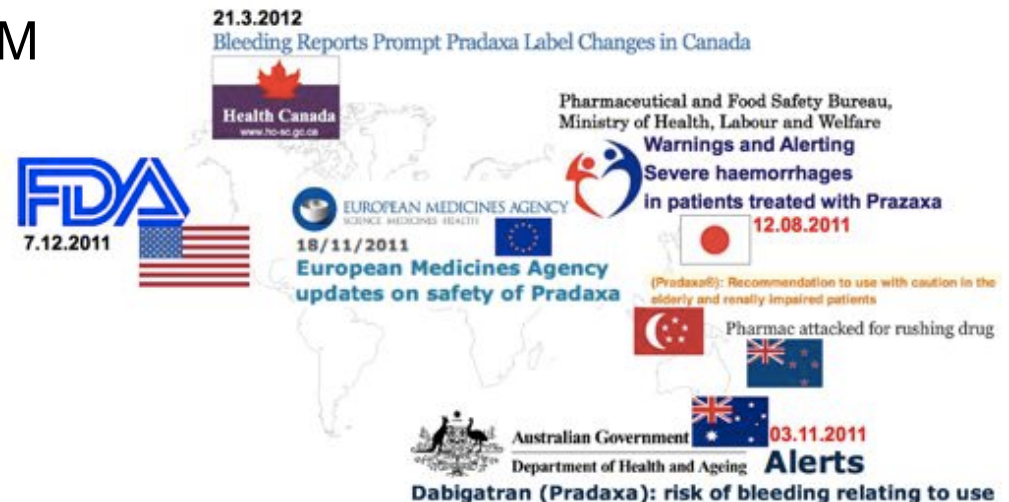 M
21.3.2012
Bleeding Reports Prompt Pradaxa Label Changes in Canada
Health Canada
www.hc-sc.gc.ca
Pharmaceutical and Food Safety Bureau,
Ministry of Health, Labour and Welfare
Warnings and Alerting
Severe haemorrhages
in patients treated with Prazaxa
12.08.2011
FDA
7.12.2011
EUROPEAN MEDICINES AGENCY
SCIENCE MEDICINES HEALTH
18/11/2011
European Medicines Agency
updates on safety of Pradaxa
(Pradaxa®): Recommendation to use with caution in the
elderly and renally impaired patients
Pharmac attacked for rushing drug
Australian Government
03.11.2011
Department of Health and Ageing
Alerts
Dabigatran (Pradaxa): risk of bleeding relating to use